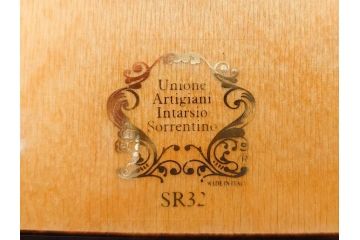 Unione
Artigiani
Intarsio
Sorrentino
MADE IN ITALY
SR32